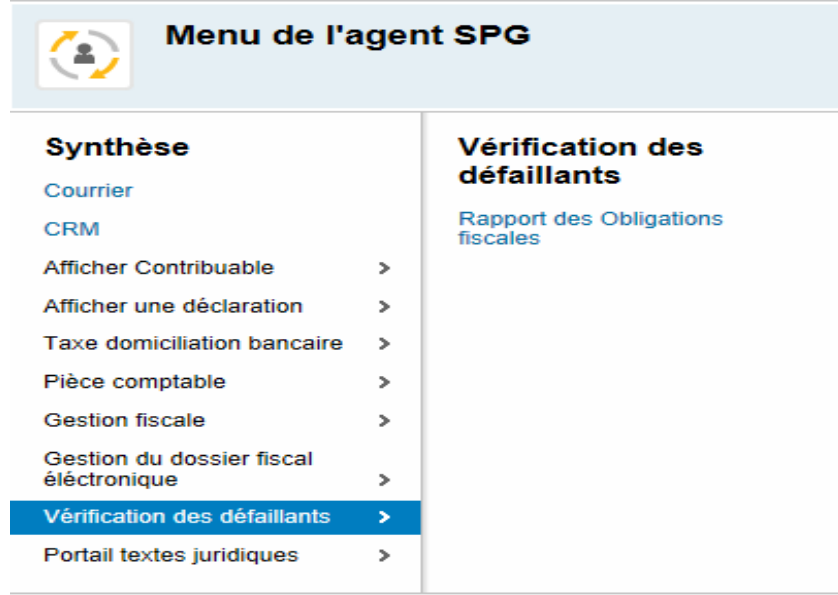 Menu de l'agent SPG
Synthèse
Courrier
CRM
Afficher Contribuable
Afficher une déclaration
Taxe domiciliation bancaire
Pièce comptable
Gestion fiscale
Gestion du dossier fiscal
éléctronique
Vérification des défaillants
Portail textes juridiques
Vérification des
défaillants
Rapport des Obligations
fiscales